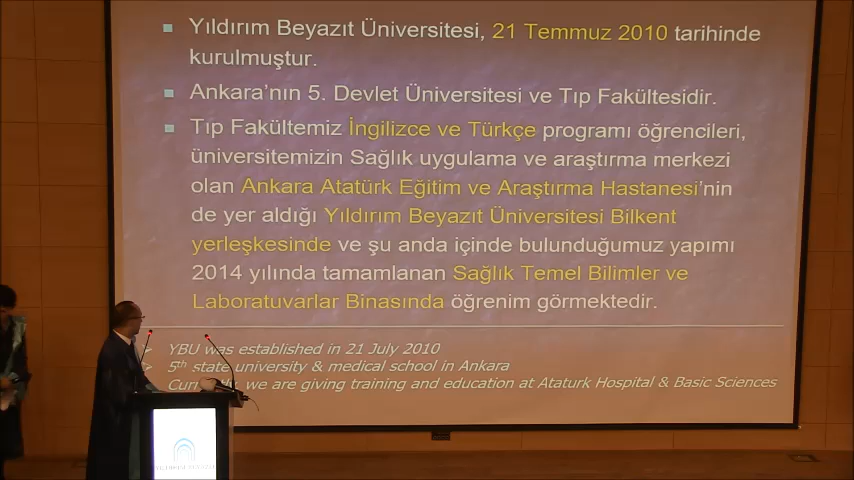 Yıldırım Beyazıt Üniversitesi, 21 Temmuz 2010 tarihinde
kurulmuştur.
Ankara'nın 5. Devlet Üniversitesi ve Tıp Fakültesidir.
Tıp Fakültemiz İngilizce ve Türkçe programı öğrencileri,
üniversitemizin Sağlık uygulama ve araştırma merkezi
olan Ankara Atatürk Eğitim ve Araştırma Hastanesi'nin
de yer aldığı Yıldırım Beyazıt Üniversitesi Bilkent
yerleşkesinde ve şu anda içinde bulunduğumuz yapımı
2014 yılında tamamlanan Sağlık Temel Bilimler ve
Laboratuvarlar Binasında öğrenim görmektedir.
YBU was established in 21 July 2010
5th state university & medical school in Ankara
we are giving training and education at Ataturk Hospital & Basic Sciences